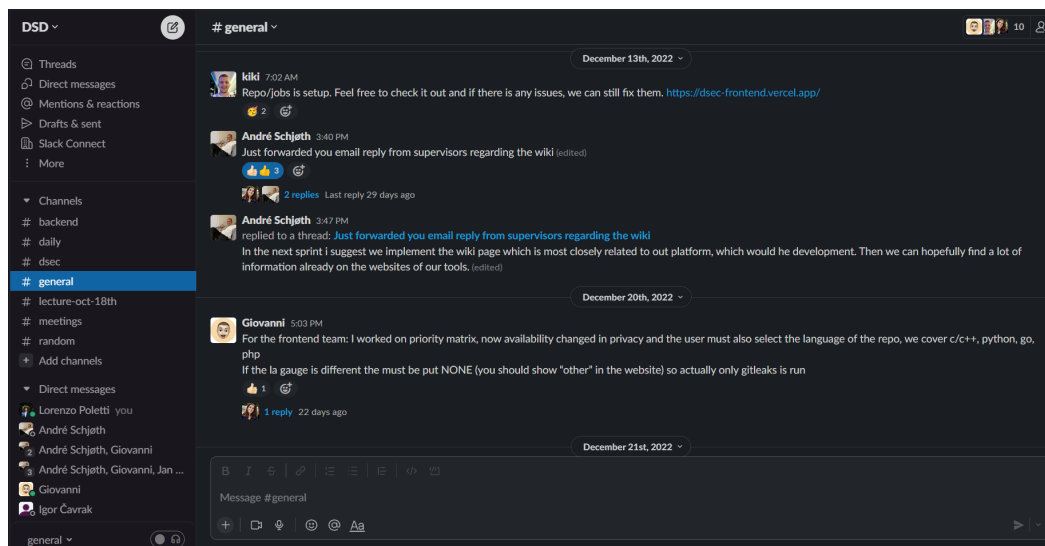 DSD
# general
10
Threads
Direct messages
Mentions & reactions
Drafts & sent
Slack Connect
More
Channels
# backend
# daily
# dsec
# general
# lecture-oct-18th
# meetings
# random
+ Add channels
Direct messages
Lorenzo Poletti you
André Schjøth
2 André Schjøth, Giovanni
3 André Schjøth, Giovanni, Jan ...
Giovanni
Igor Čavrak
general
December 13th, 2022
kiki 7:02 AM
Repo/jobs is setup. Feel free to check it out and if there is any issues, we can still fix them. https://dsec-frontend.vercel.app/
2
André Schjøth 3:40 PM
Just forwarded you email reply from supervisors regarding the wiki (edited)
3
2 replies Last reply 29 days ago
André Schjøth 3:47 PM
replied to a thread: Just forwarded you email reply from supervisors regarding the wiki
In the next sprint i suggest we implement the wiki page which is most closely related to out platform, which would he development. Then we can hopefully find a lot of
information already on the websites of our tools. (edited)
December 20th, 2022
Giovanni 5:03 PM
For the frontend team: I worked on priority matrix, now availability changed in privacy and the user must also select the language of the repo, we cover c/c++, python, go,
php
If the la gauge is different the must be put NONE (you should show “other” in the website) so actually only gitleaks is run
1
1 reply 22 days ago
December 21st, 2022
B I S </>
Message #general
+ @ Aa